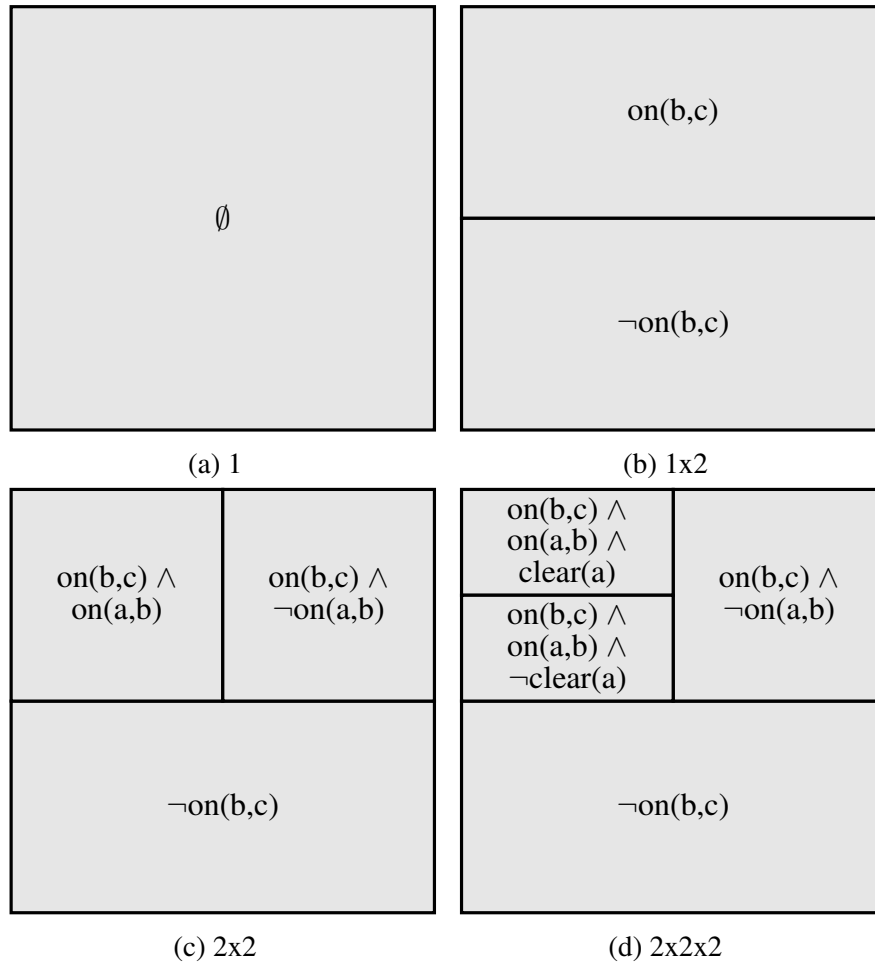 ∅
(a) 1
on(b,c)
¬on(b,c)
(b) 1x2
on(b,c) ∧
on(a,b)
on(b,c) ∧
¬on(a,b)
¬on(b,c)
(c) 2x2
on(b,c) ∧
on(a,b) ∧
clear(a)
on(b,c) ∧
on(a,b) ∧
¬clear(a)
on(b,c) ∧
¬on(a,b)
¬on(b,c)
(d) 2x2x2